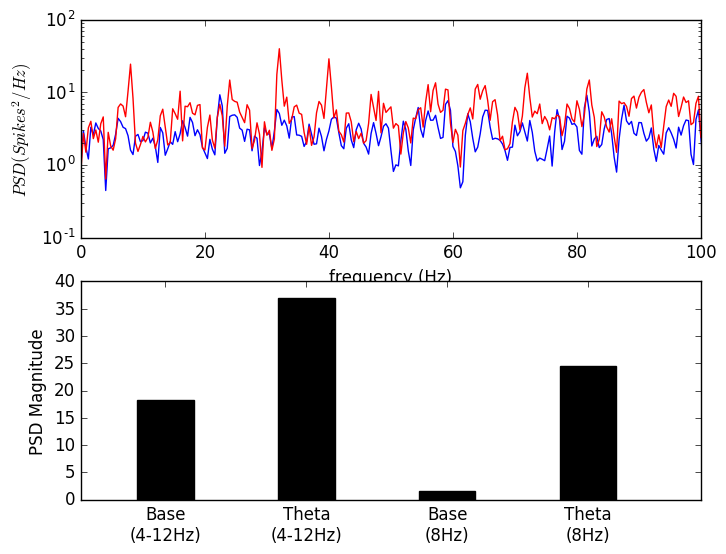 10²
10¹
10⁰
10⁻¹
PSD(Spikes²/Hz)
0 20 40 60 80 100
frequency (Hz)
40
35
30
25
20
15
10
5
0
PSD Magnitude
Base Theta Base Theta
(4-12Hz) (4-12Hz) (8Hz) (8Hz)